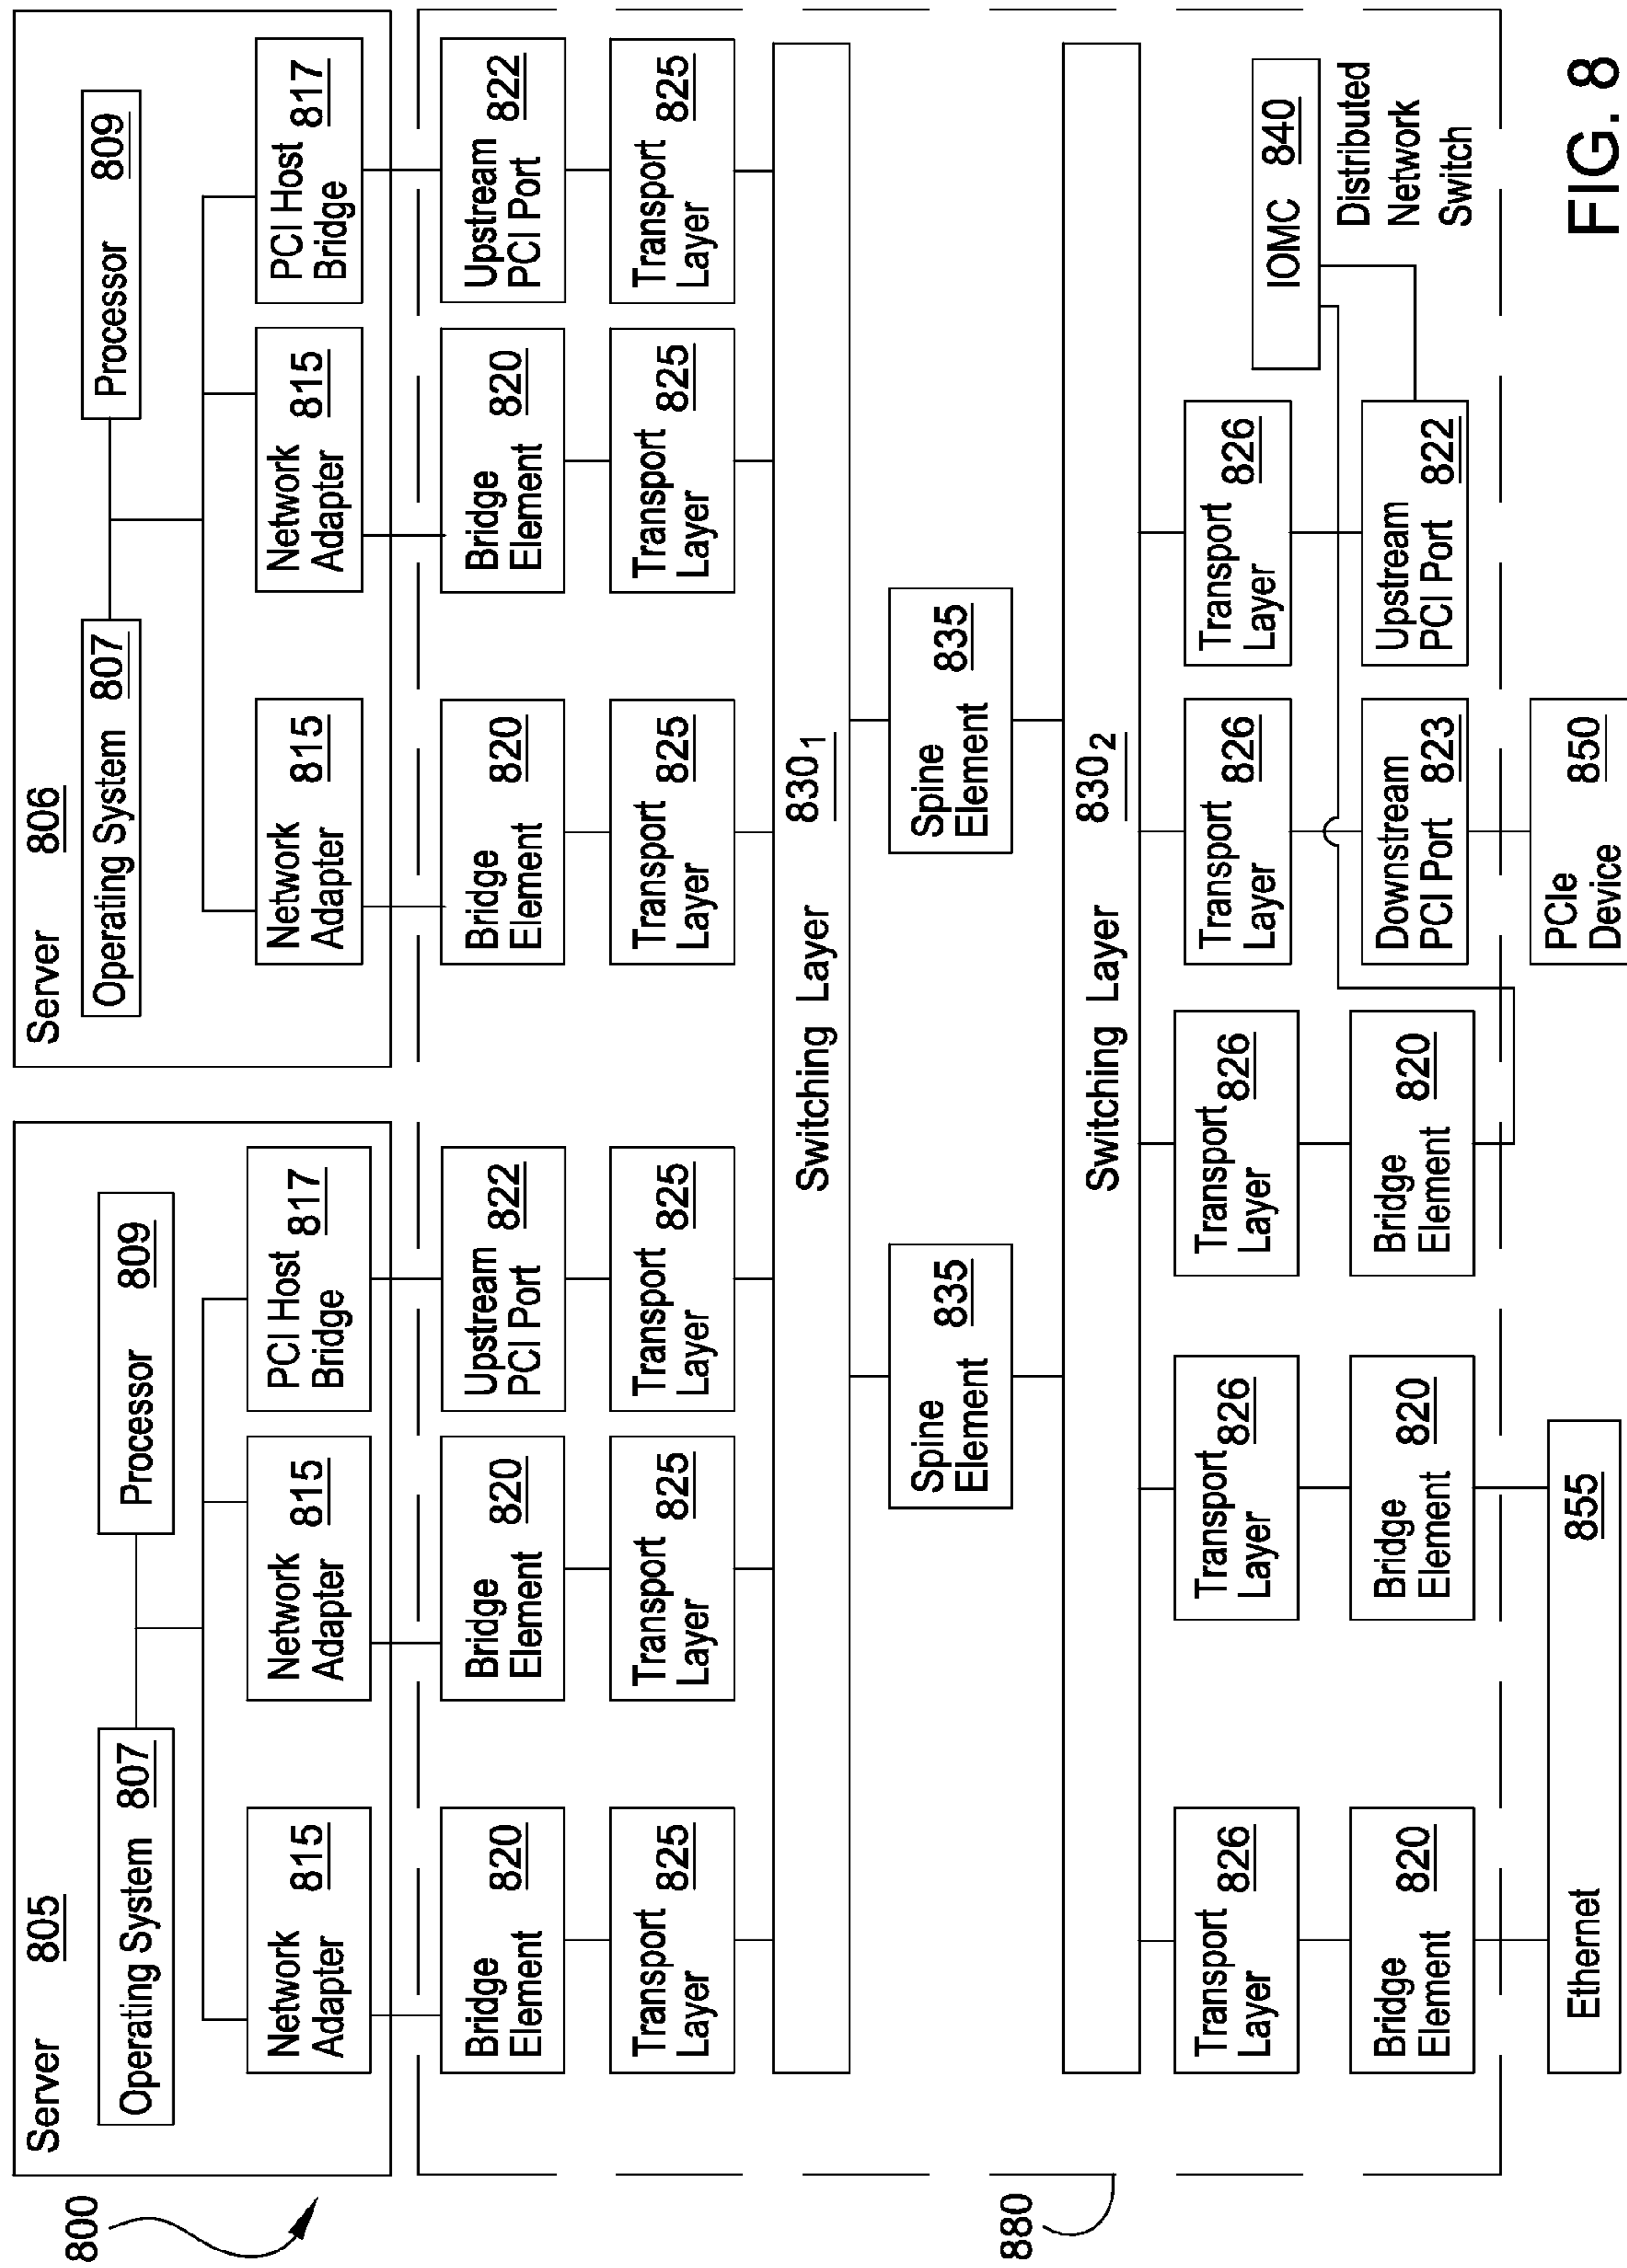 800
Server 805
Operating System 807
Processor 809
Network Adapter 815
Network Adapter 815
PCI Host Bridge 817
Server 806
Operating System 807
Processor 809
Network Adapter 815
Network Adapter 815
PCI Host Bridge 817
Bridge Element 820
Bridge Element 820
Upstream PCI Port 822
Bridge Element 820
Bridge Element 820
Upstream PCI Port 822
Transport Layer 825
Transport Layer 825
Transport Layer 825
Transport Layer 825
Transport Layer 825
Transport Layer 825
Switching Layer 830 1
Spine Element 835
Spine Element 835
880
Switching Layer 830 2
Transport Layer 826
Transport Layer 826
Transport Layer 826
Transport Layer 826
Transport Layer 826
IOMC 840
Bridge Element 820
Bridge Element 820
Bridge Element 820
Downstream PCI Port 823
Upstream PCI Port 822
Distributed
Network
Switch
Ethernet 855
PCIe Device 850
FIG. 8